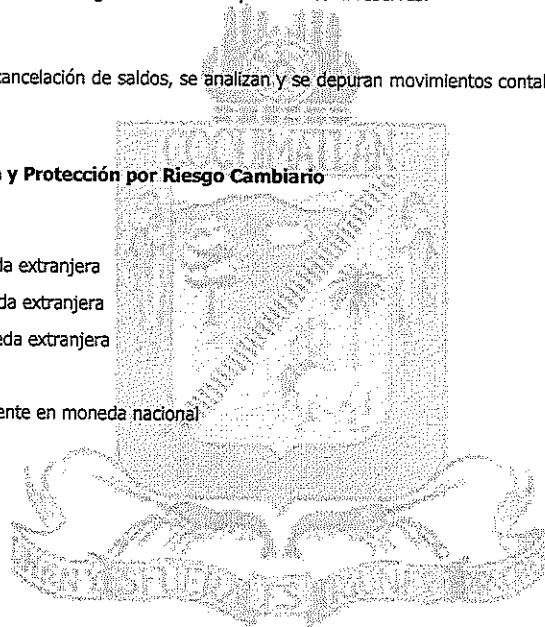 cancelación de saldos, se analizan y se depuran movimientos contal
COQUIMATLAN
y Protección por Riesgo Cambiario
da extranjera
da extranjera
eda extranjera
ente en moneda nacional